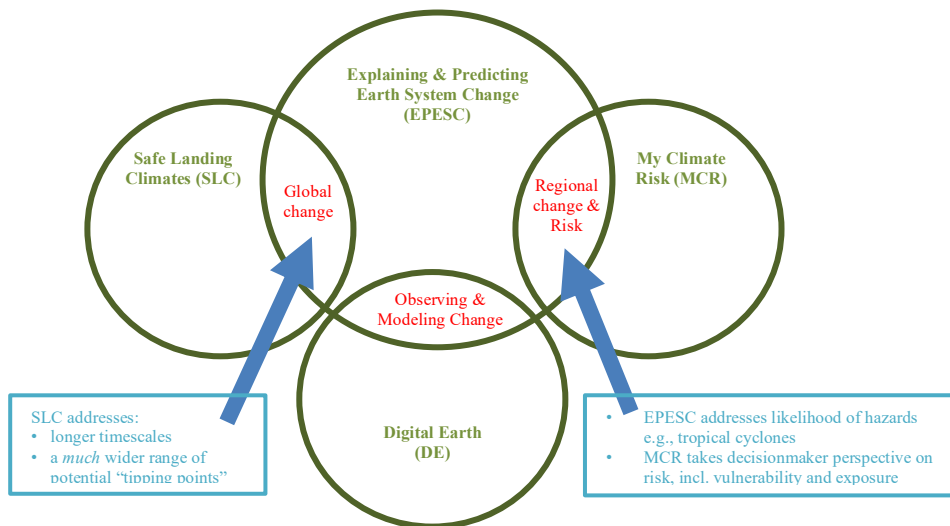 Explaining & Predicting
Earth System Change
(EPESC)
Safe Landing
Climates (SLC)
My Climate
Risk (MCR)
Global
change
Regional
change &
Risk
Observing &
Modeling Change
Digital Earth
(DE)
SLC addresses:
• longer timescales
• a much wider range of
potential “tipping points”
• EPESC addresses likelihood of hazards
e.g., tropical cyclones
• MCR takes decisionmaker perspective on
risk, incl. vulnerability and exposure